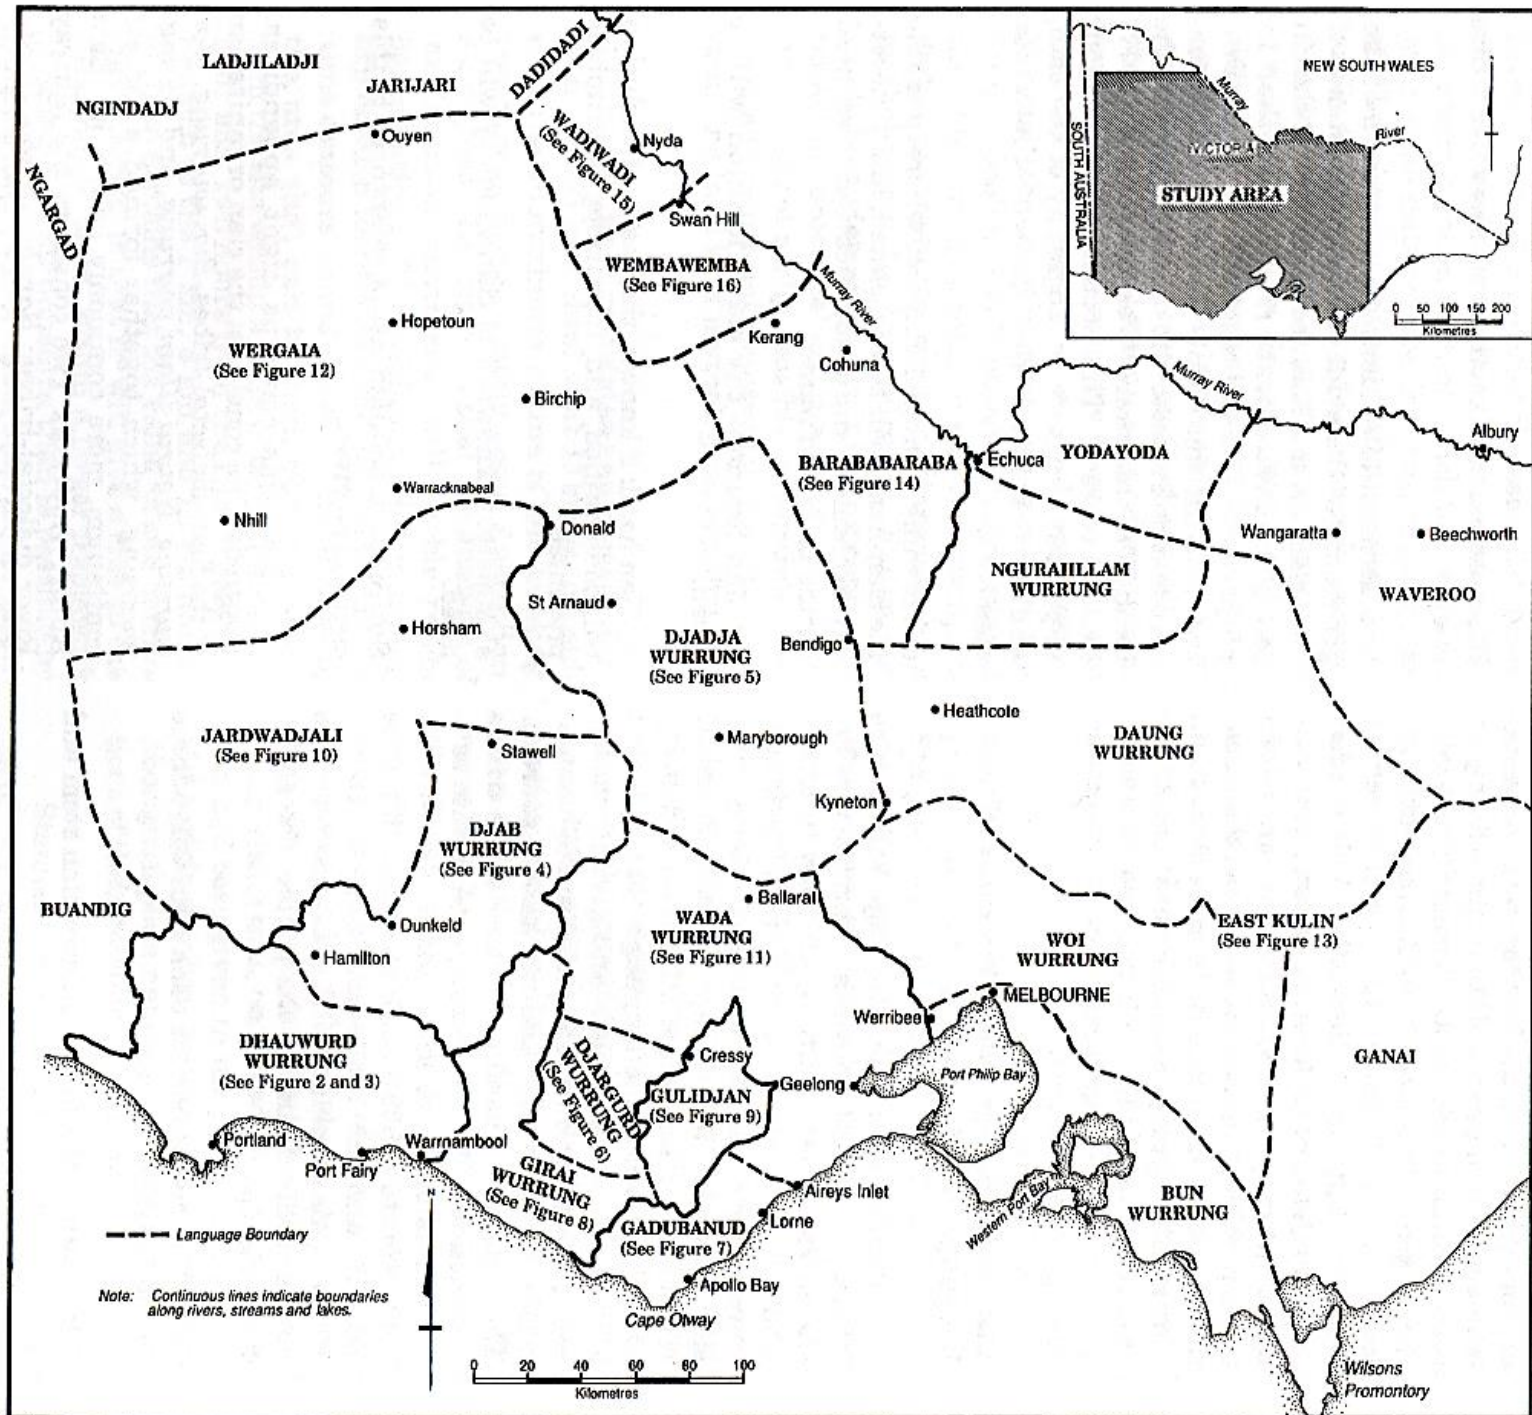 LADJILADJI
JARIJARI
DADIDADI
NGINDADJ
NGARGAD
Ouyen
WADIWADI
(See Figure 15)
Nyda
Swan Hill
WEMBAWEMBA
(See Figure 16)
Murray River
Hopetoun
Kerang
WERGAIA
(See Figure 12)
Cohuna
Birchip
NEW SOUTH WALES
Murray
River
VICTORIA
SOUTH AUSTRALIA
STUDY AREA
0 50 100 150 200
Kilometres
Murray River
Albury
BARABABARABA
(See Figure 14)
Echuca
YODAYODA
Warracknabeal
Nhill
Donald
Wangaratta
Beechworth
NGURAHLLAM
WURRUNG
WAVEROO
St Arnaud
Horsham
DJADJA
WURRUNG
(See Figure 5)
Bendigo
Heathcote
JARDWADJALI
(See Figure 10)
Stawell
Maryborough
DAUNG
WURRUNG
Kyneton
DJAB
WURRUNG
(See Figure 4)
BUANDIG
Dunkeld
Hamilton
Ballarat
WADA
WURRUNG
(See Figure 11)
WOI
WURRUNG
EAST KULIN
(See Figure 13)
MELBOURNE
Werribee
DHAUWURD
WURRUNG
(See Figure 2 and 3)
DJARGURD
WURRUNG
(See Figure 6)
Cressy
GULIDJAN
(See Figure 9)
Geelong
Port Philip Bay
GANAI
Portland
Port Fairy
Warrnambool
GIRAI
WURRUNG
(See Figure 8)
Aireys Inlet
Lorne
GADUBANUD
(See Figure 7)
Western Port Bay
BUN
WURRUNG
Apollo Bay
Cape Otway
Language Boundary
Note: Continuous lines indicate boundaries
along rivers, streams and lakes.
N
0 20 40 60 80 100
Kilometres
Wilsons
Promontory